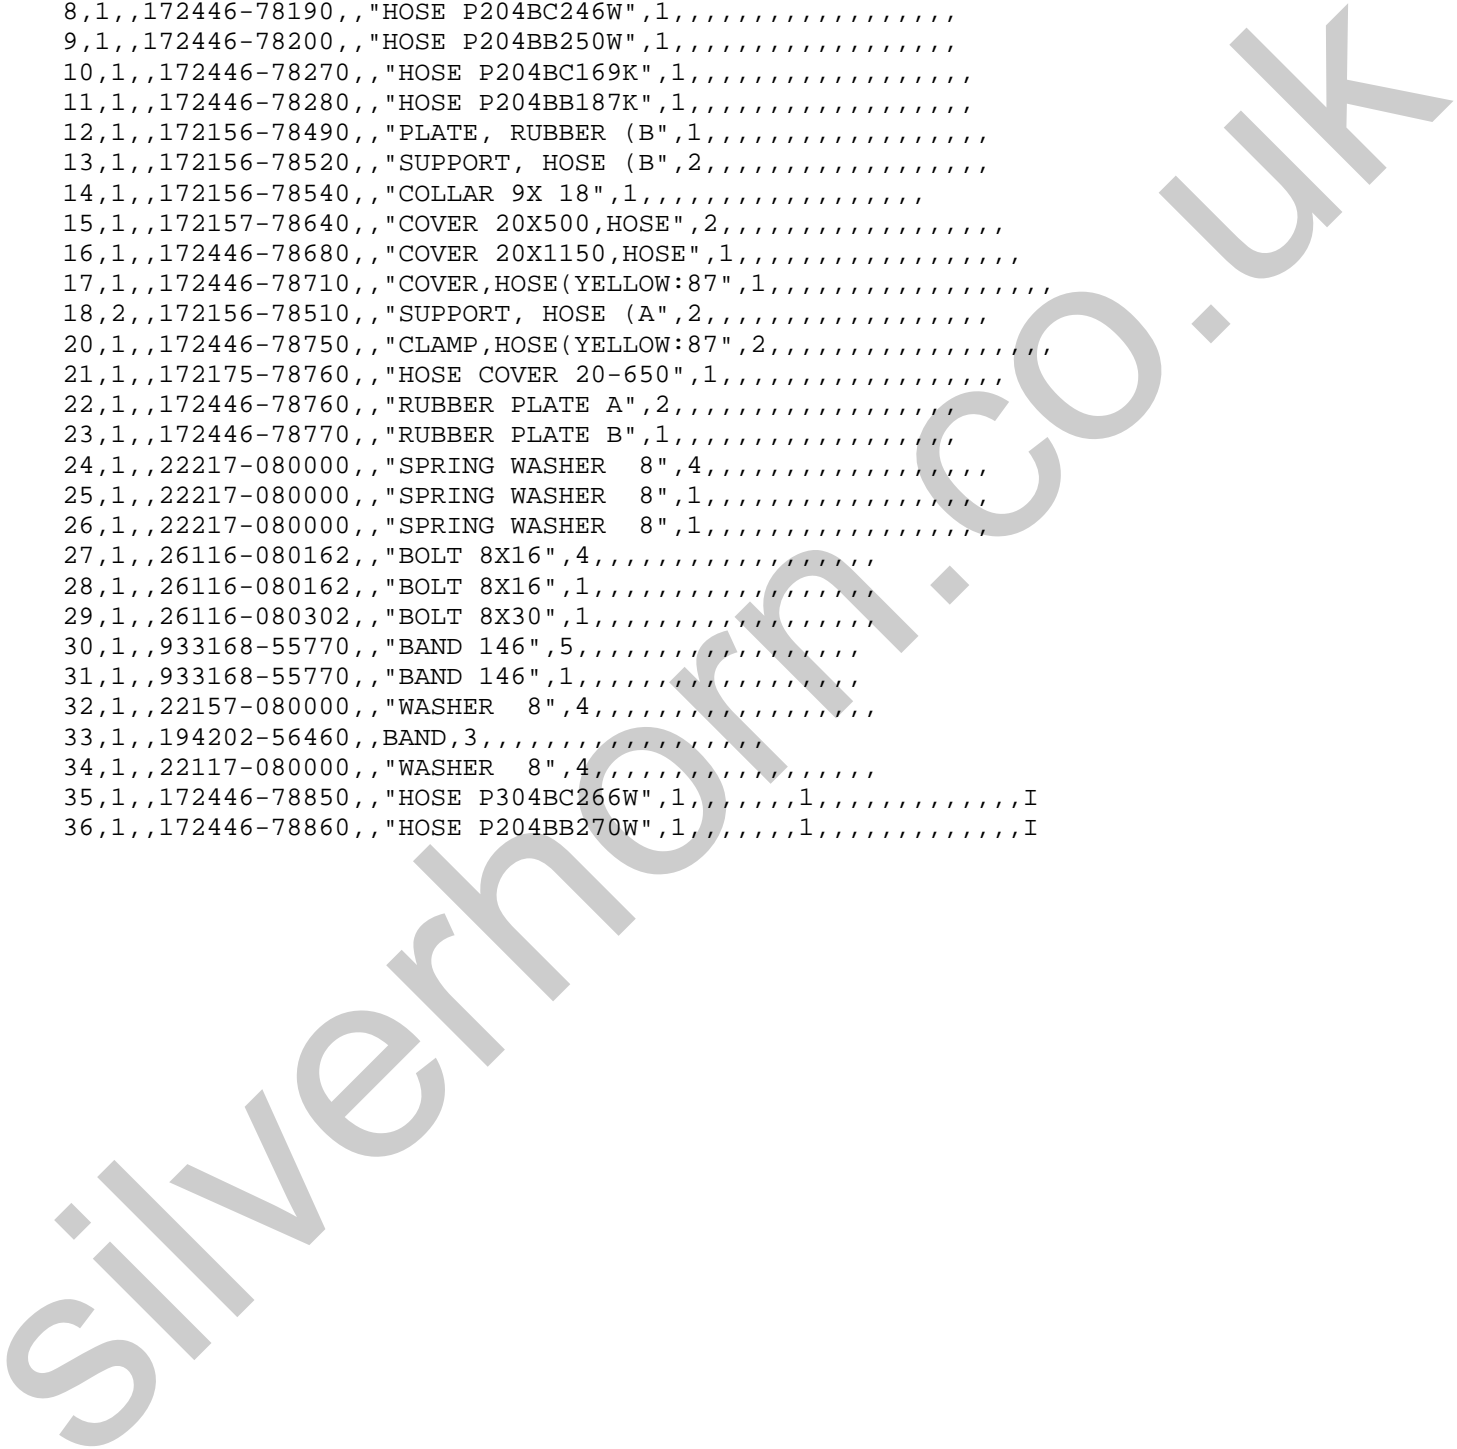 8,1,,172446-78190,,"HOSE P204BC246W",1,,,,,,,,,,,,,,,,,,
9,1,,172446-78200,,"HOSE P204BB250W",1,,,,,,,,,,,,,,,,,,
10,1,,172446-78270,,"HOSE P204BC169K",1,,,,,,,,,,,,,,,,,,
11,1,,172446-78280,,"HOSE P204BB187K",1,,,,,,,,,,,,,,,,,,
12,1,,172156-78490,,"PLATE, RUBBER (B",1,,,,,,,,,,,,,,,,,,
13,1,,172156-78520,,"SUPPORT, HOSE (B",2,,,,,,,,,,,,,,,,,,
14,1,,172156-78540,,"COLLAR 9X 18",1,,,,,,,,,,,,,,,,,,
15,1,,172157-78640,,"COVER 20X500,HOSE",2,,,,,,,,,,,,,,,,,,
16,1,,172446-78680,,"COVER 20X1150,HOSE",1,,,,,,,,,,,,,,,,,,
17,1,,172446-78710,,"COVER,HOSE(YELLOW:87",1,,,,,,,,,,,,,,,,,,
18,2,,172156-78510,,"SUPPORT, HOSE (A",2,,,,,,,,,,,,,,,,,,
20,1,,172446-78750,,"CLAMP,HOSE(YELLOW:87",2,,,,,,,,,,,,,,,,,,
21,1,,172175-78760,,"HOSE COVER 20-650",1,,,,,,,,,,,,,,,,,,
22,1,,172446-78760,,"RUBBER PLATE A",2,,,,,,,,,,,,,,,,,,
23,1,,172446-78770,,"RUBBER PLATE B",1,,,,,,,,,,,,,,,,,,
24,1,,22217-080000,,"SPRING WASHER  8",4,,,,,,,,,,,,,,,,,,
25,1,,22217-080000,,"SPRING WASHER  8",1,,,,,,,,,,,,,,,,,,
26,1,,22217-080000,,"SPRING WASHER  8",1,,,,,,,,,,,,,,,,,,
27,1,,26116-080162,,"BOLT 8X16",4,,,,,,,,,,,,,,,,,,
28,1,,26116-080162,,"BOLT 8X16",1,,,,,,,,,,,,,,,,,,
29,1,,26116-080302,,"BOLT 8X30",1,,,,,,,,,,,,,,,,,,
30,1,,933168-55770,,"BAND 146",5,,,,,,,,,,,,,,,,,,
31,1,,933168-55770,,"BAND 146",1,,,,,,,,,,,,,,,,,,
32,1,,22157-080000,,"WASHER  8",4,,,,,,,,,,,,,,,,,,
33,1,,194202-56460,,BAND,3,,,,,,,,,,,,,,,,,,
34,1,,22117-080000,,"WASHER  8",4,,,,,,,,,,,,,,,,,,
35,1,,172446-78850,,"HOSE P304BC266W",1,,,,,,,1,,,,,,,,,,,,,I
36,1,,172446-78860,,"HOSE P204BB270W",1,,,,,,,1,,,,,,,,,,,,,I
silverhorn.co.uk